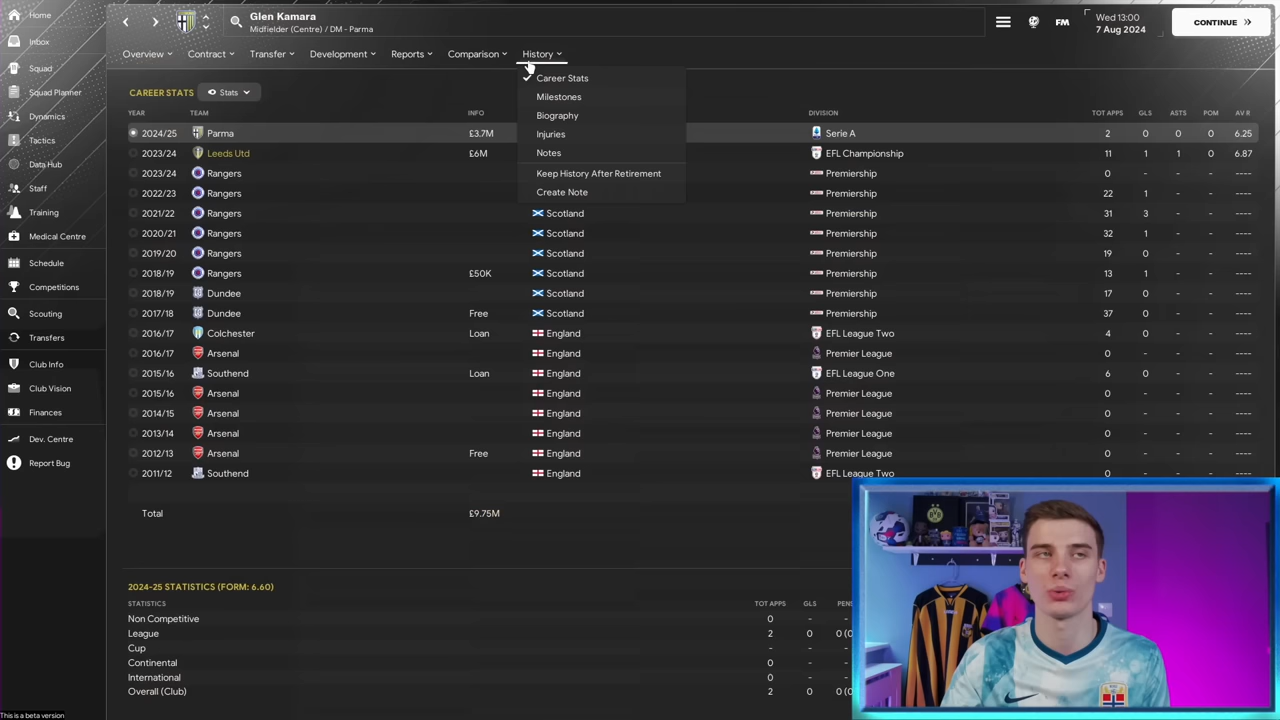 Home
Inbox
Squad
Squad Planner
Dynamics
Tactics
Data Hub
Staff
Training
Medical Centre
Schedule
Competitions
Scouting
Transfers
Club Info
Club Vision
Finances
Dev. Centre
Report Bug
This is a beta version
Glen Kamara
Midfielder (Centre) / DM - Parma
FM
Wed 13:00
7 Aug 2024
CONTINUE
Overview
Contract
Transfer
Development
Reports
Comparison
History
Career Stats
Milestones
Biography
Injuries
Notes
Keep History After Retirement
Create Note
CAREER STATS
Stats
YEAR TEAM INFO DIVISION TOT APPS GLS ASTS POM AV R
2024/25 Parma £3.7M Serie A 2 0 0 0 6.25
2023/24 Leeds Utd £6M EFL Championship 11 1 1 0 6.87
2023/24 Rangers Premiership 0 - - - ----
2022/23 Rangers Premiership 22 1 - - ----
2021/22 Rangers Scotland Premiership 31 3 - - ----
2020/21 Rangers Scotland Premiership 32 1 - - ----
2019/20 Rangers Scotland Premiership 19 0 - - ----
2018/19 Rangers £50K Scotland Premiership 13 1 - - ----
2018/19 Dundee Scotland Premiership 17 0 - - ----
2017/18 Dundee Free Scotland Premiership 37 0 - - ----
2016/17 Colchester Loan England EFL League Two 4 0 - - ----
2016/17 Arsenal England Premier League 0 - - - ----
2015/16 Southend Loan England EFL League One 6 0 - - ----
2015/16 Arsenal England Premier League 0 - - - ----
2014/15 Arsenal England Premier League 0 - - - ----
2013/14 Arsenal England Premier League 0 - - - ----
2012/13 Arsenal Free England Premier League 0 - - - ----
2011/12 Southend England EFL League Two 0 - - - ----
Total £9.75M
2024-25 STATISTICS (FORM: 6.60)
STATISTICS TOT APPS GLS PENS
Non Competitive 0 - -
League 2 0 0 (0
Cup - - -
Continental 0 - -
International 0 - -
Overall (Club) 2 0 0 (0